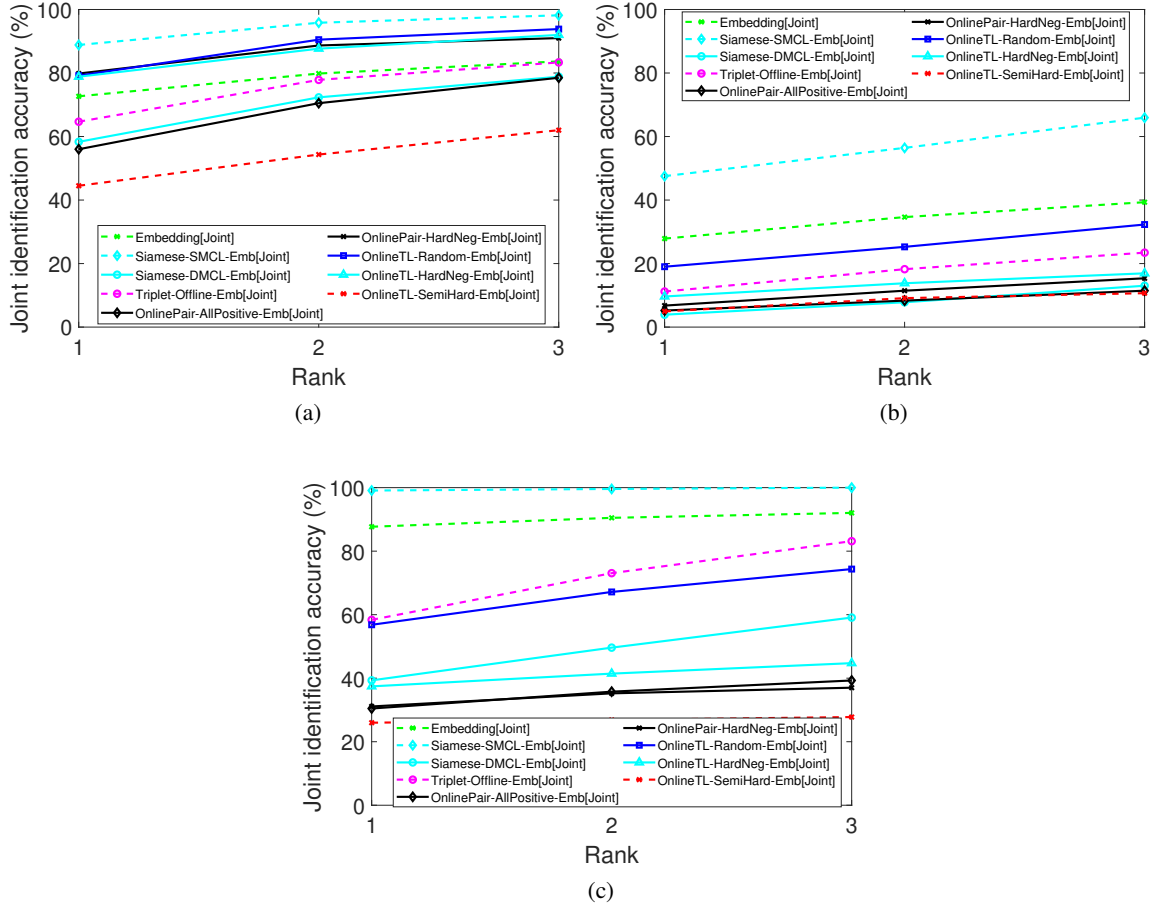 Joint identification accuracy (%)
100
80
60
40
20
0
Embedding[Joint]
Siamese-SMCL-Emb[Joint]
Siamese-DMCL-Emb[Joint]
Triplet-Offline-Emb[Joint]
OnlinePair-AllPositive-Emb[Joint]
OnlinePair-HardNeg-Emb[Joint]
OnlineTL-Random-Emb[Joint]
OnlineTL-HardNeg-Emb[Joint]
OnlineTL-SemiHard-Emb[Joint]
1 2 3
Rank
(a)
Joint identification accuracy (%)
100
80
60
40
20
0
Embedding[Joint]
Siamese-SMCL-Emb[Joint]
Siamese-DMCL-Emb[Joint]
Triplet-Offline-Emb[Joint]
OnlinePair-AllPositive-Emb[Joint]
OnlinePair-HardNeg-Emb[Joint]
OnlineTL-Random-Emb[Joint]
OnlineTL-HardNeg-Emb[Joint]
OnlineTL-SemiHard-Emb[Joint]
1 2 3
Rank
(b)
Joint identification accuracy (%)
100
80
60
40
20
0
Embedding[Joint]
Siamese-SMCL-Emb[Joint]
Siamese-DMCL-Emb[Joint]
Triplet-Offline-Emb[Joint]
OnlinePair-AllPositive-Emb[Joint]
OnlinePair-HardNeg-Emb[Joint]
OnlineTL-Random-Emb[Joint]
OnlineTL-HardNeg-Emb[Joint]
OnlineTL-SemiHard-Emb[Joint]
1 2 3
Rank
(c)